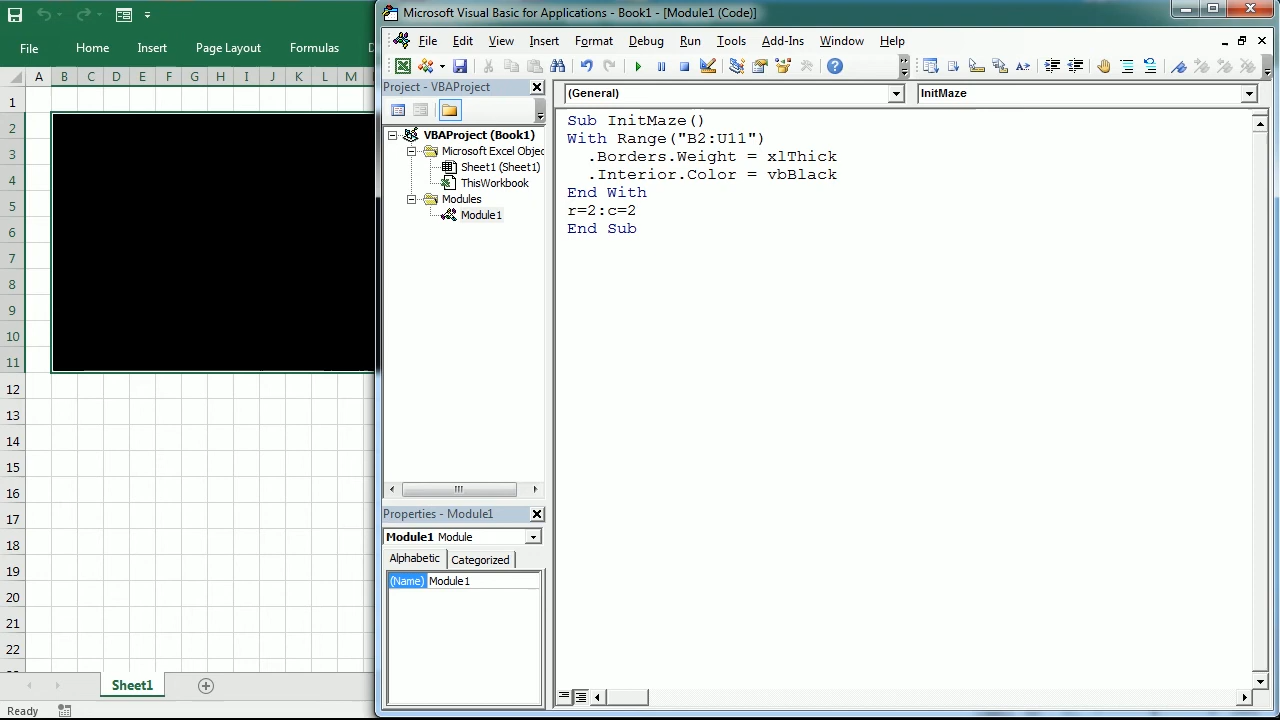 Microsoft Visual Basic for Applications - Book1 - [Module1 (Code)]
File Home Insert Page Layout Formulas
File Edit View Insert Format Debug Run Tools Add-Ins Window Help
Project - VBAProject
(General) InitMaze
A B C D E F G H I J K L M
1
2
3
4
5
6
7
8
9
10
11
12
13
14
15
16
17
18
19
20
21
22
VBAProject (Book1)
Microsoft Excel Objec
Sheet1 (Sheet1)
ThisWorkbook
Modules
Module1
Sub InitMaze()
With Range("B2:U11")
.Borders.Weight = xlThick
.Interior.Color = vbBlack
End With
r=2:c=2
End Sub
Properties - Module1
Module1 Module
Alphabetic Categorized
(Name) Module1
Sheet1
Ready